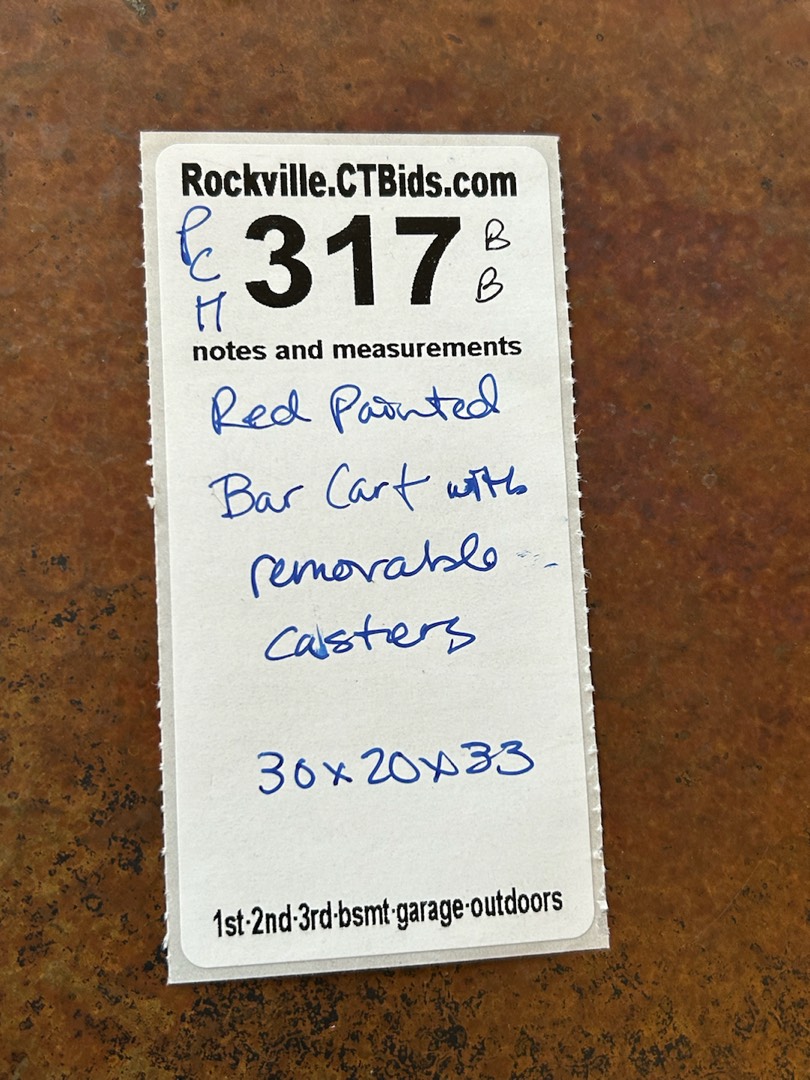 Rockville.CTBids.com
P
C
H
317
B
B
notes and measurements
Red Painted
Bar Cart with
removable
casters
30x20x33
1st·2nd·3rd·bsmt·garage·outdoors